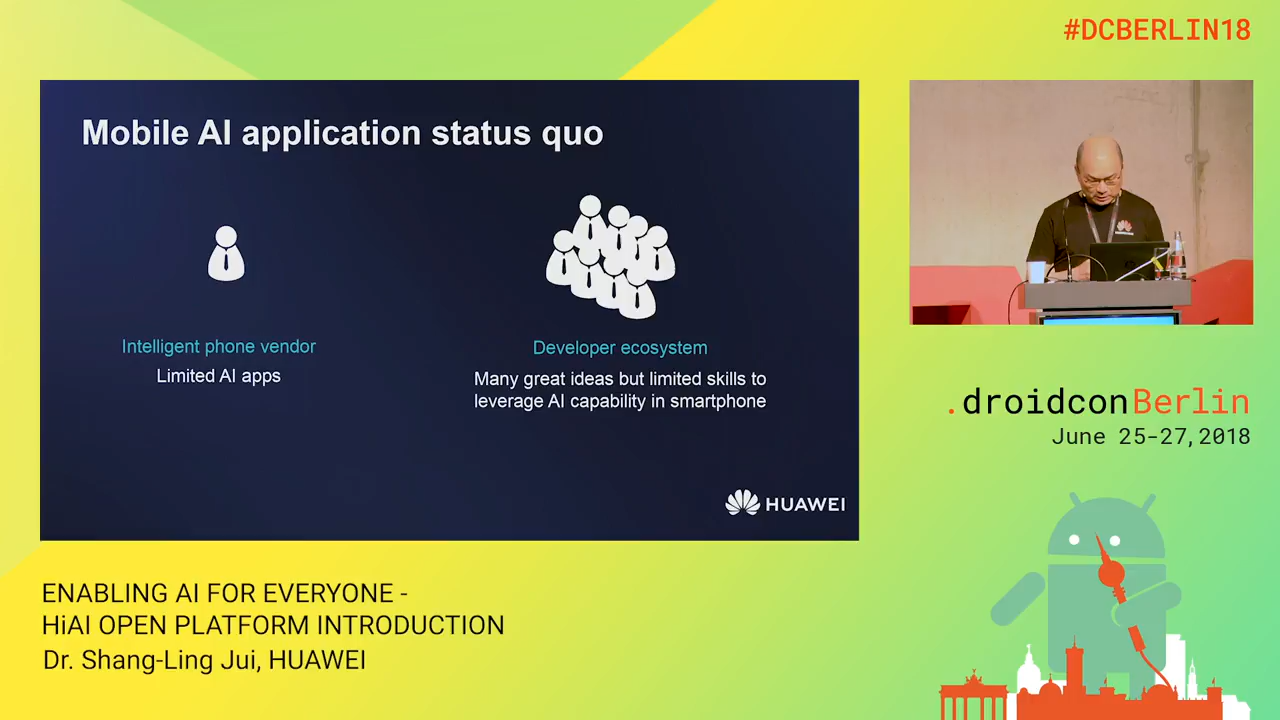 #DCBERLIN18
Mobile AI application status quo
Intelligent phone vendor
Limited AI apps
Developer ecosystem
Many great ideas but limited skills to
leverage AI capability in smartphone
HUAWEI
.droidconBerlin
June 25-27, 2018
ENABLING AI FOR EVERYONE -
HiAI OPEN PLATFORM INTRODUCTION
Dr. Shang-Ling Jui, HUAWEI